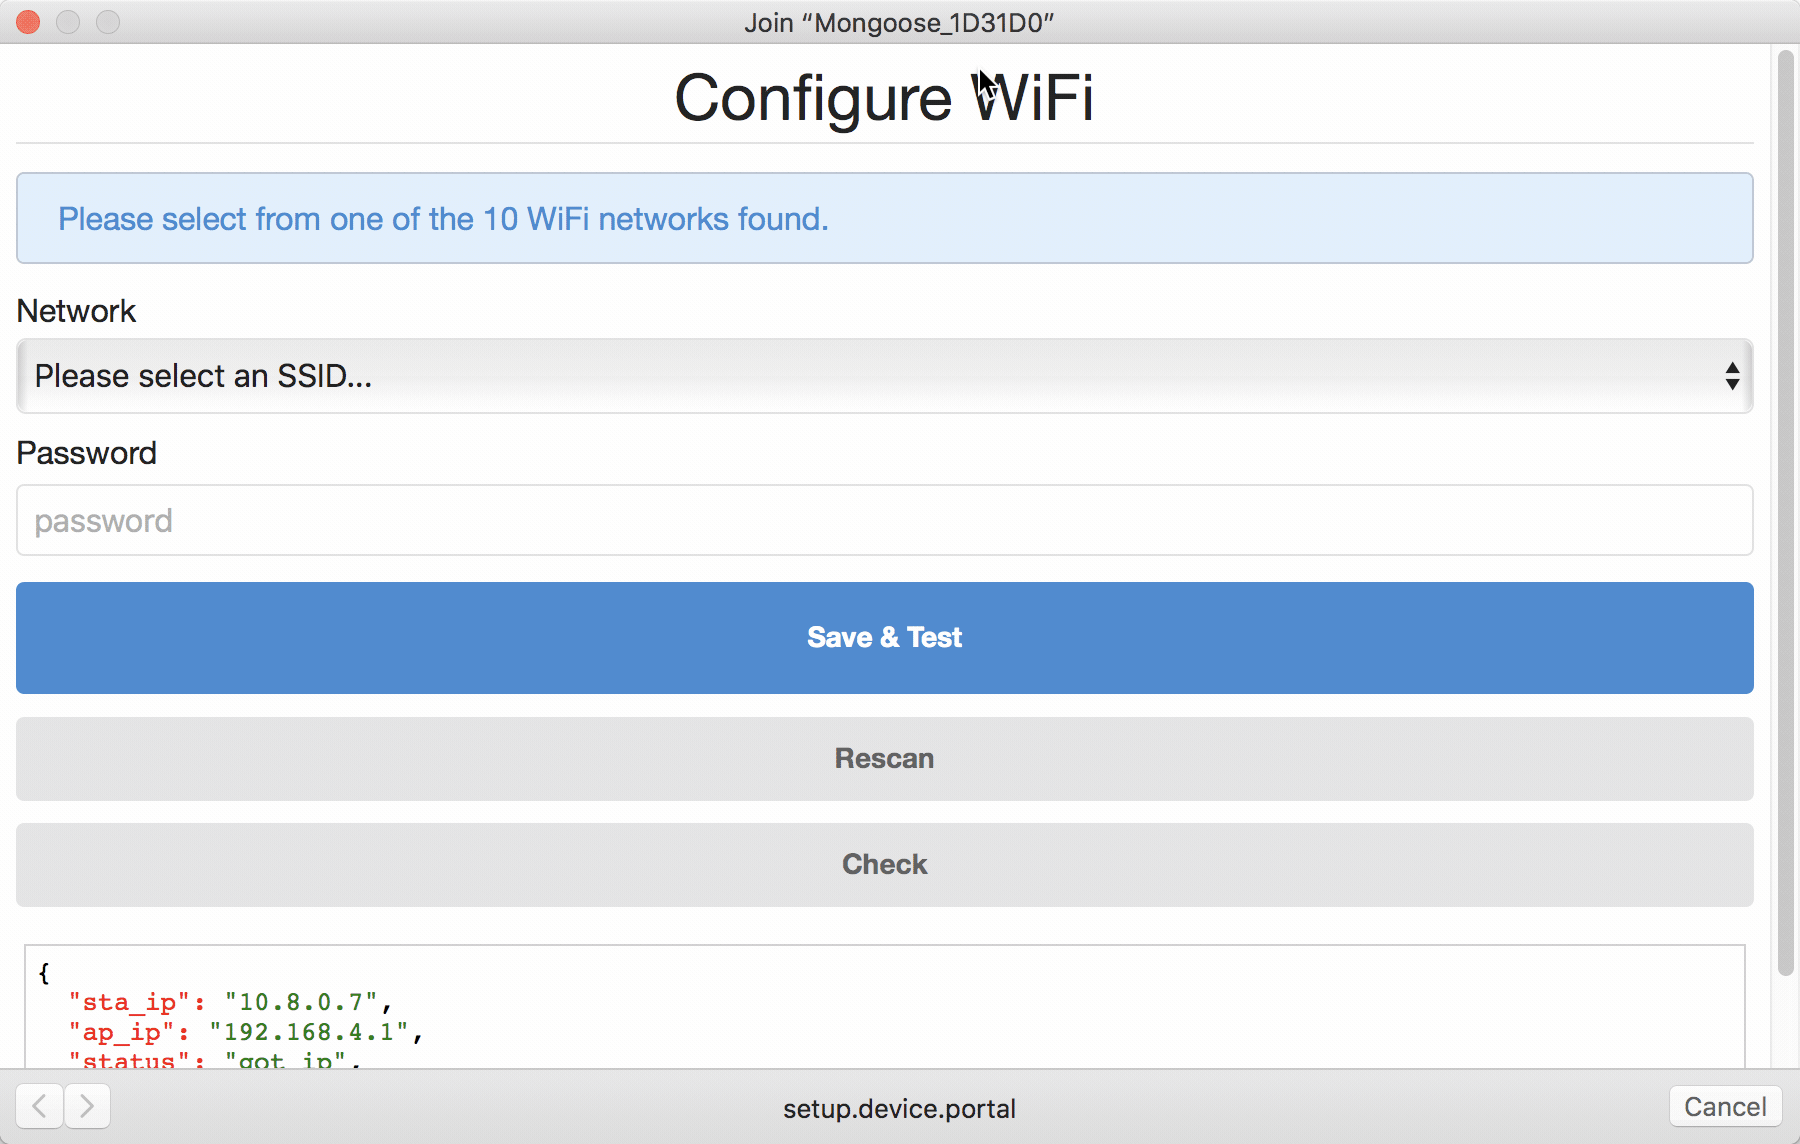 Join “Mongoose_1D31D0”
Configure WiFi
Please select from one of the 10 WiFi networks found.
Network
Please select an SSID...
Password
password
Save & Test
Rescan
Check
{
"sta_ip": "10.8.0.7",
"ap_ip": "192.168.4.1",
"status": "got ip",
setup.device.portal
Cancel